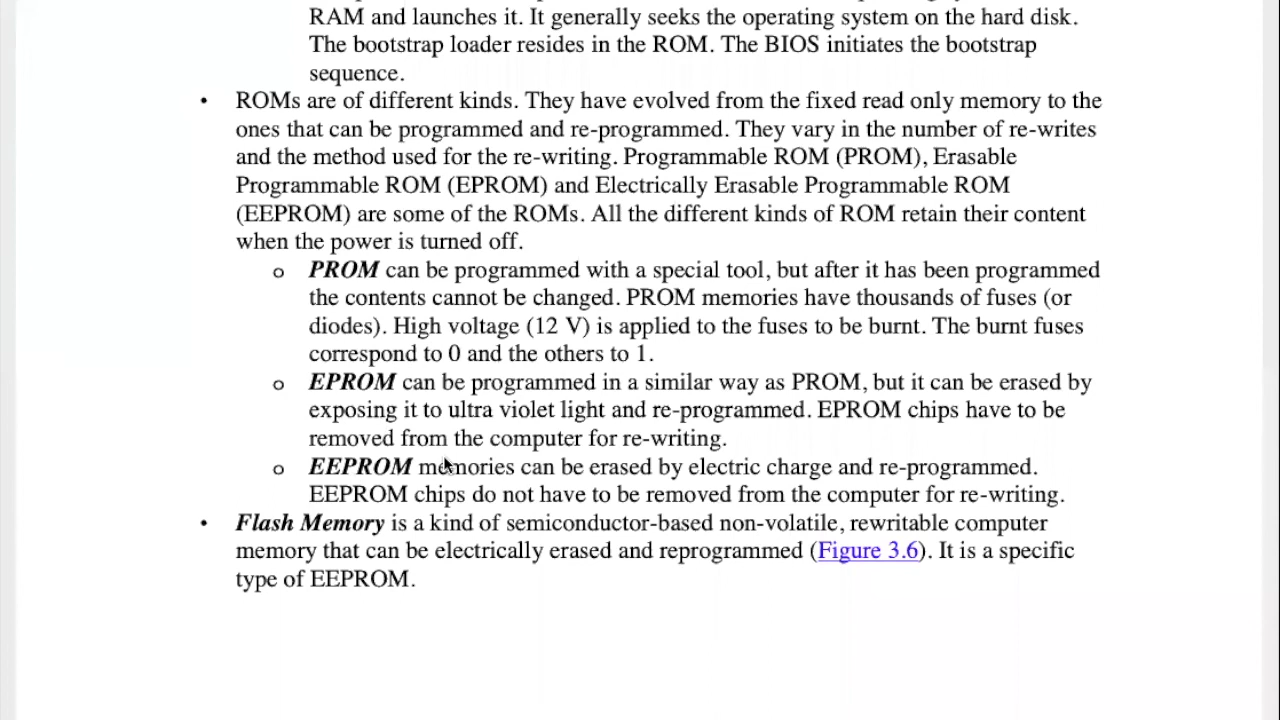 RAM and launches it. It generally seeks the operating system on the hard disk.
The bootstrap loader resides in the ROM. The BIOS initiates the bootstrap
sequence.
• ROMs are of different kinds. They have evolved from the fixed read only memory to the
ones that can be programmed and re-programmed. They vary in the number of re-writes
and the method used for the re-writing. Programmable ROM (PROM), Erasable
Programmable ROM (EPROM) and Electrically Erasable Programmable ROM
(EEPROM) are some of the ROMs. All the different kinds of ROM retain their content
when the power is turned off.
o PROM can be programmed with a special tool, but after it has been programmed
the contents cannot be changed. PROM memories have thousands of fuses (or
diodes). High voltage (12 V) is applied to the fuses to be burnt. The burnt fuses
correspond to 0 and the others to 1.
o EPROM can be programmed in a similar way as PROM, but it can be erased by
exposing it to ultra violet light and re-programmed. EPROM chips have to be
removed from the computer for re-writing.
o EEPROM memories can be erased by electric charge and re-programmed.
EEPROM chips do not have to be removed from the computer for re-writing.
• Flash Memory is a kind of semiconductor-based non-volatile, rewritable computer
memory that can be electrically erased and reprogrammed (Figure 3.6). It is a specific
type of EEPROM.